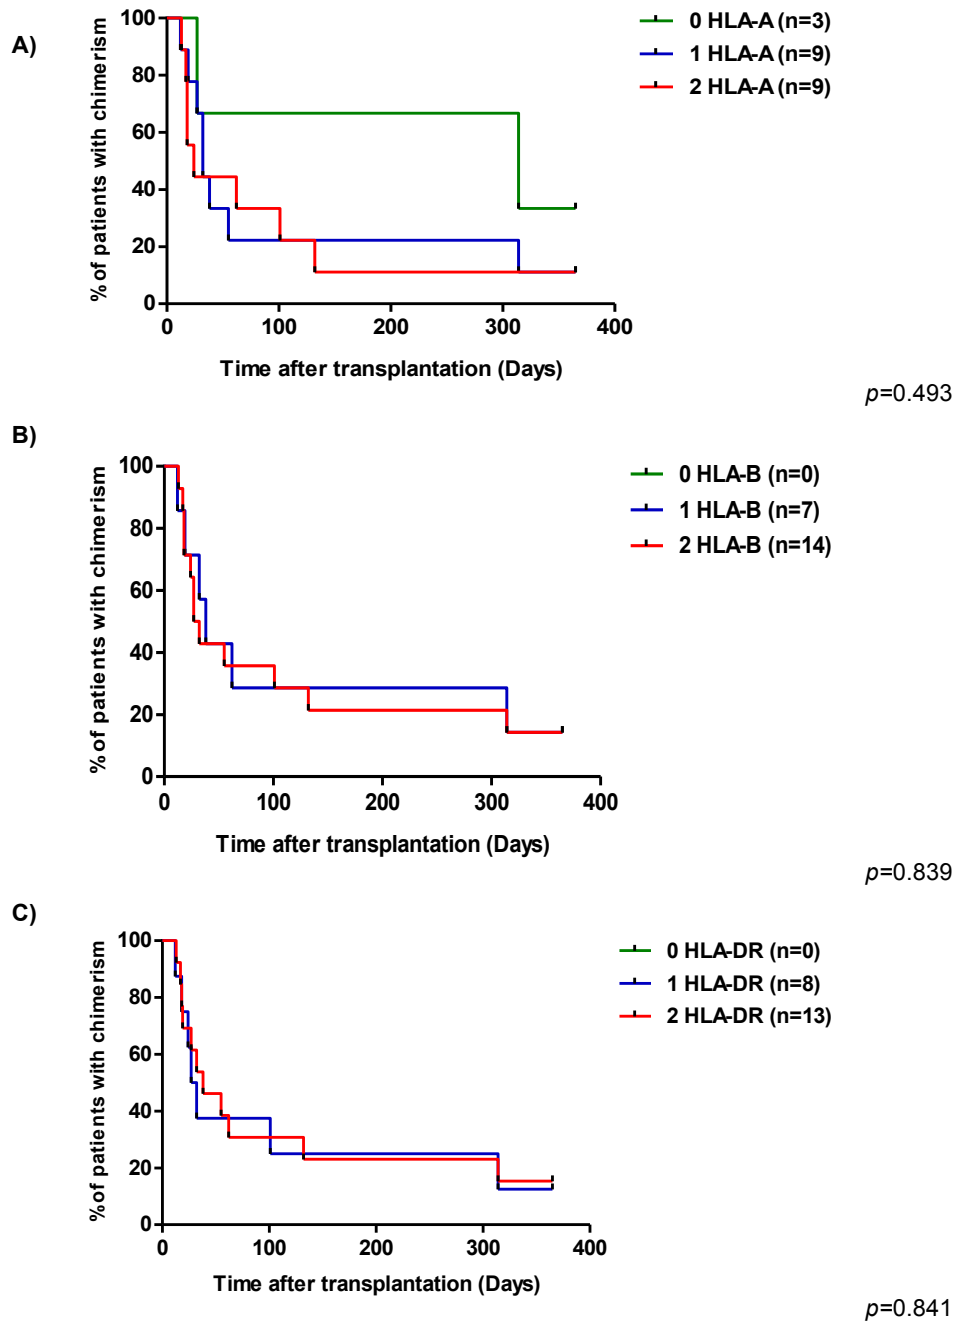 A)
% of patients with chimerism
100
80
60
40
20
0
0 100 200 300 400
Time after transplantation (Days)
0 HLA-A (n=3)
1 HLA-A (n=9)
2 HLA-A (n=9)
p=0.493
B)
% of patients with chimerism
100
80
60
40
20
0
0 100 200 300 400
Time after transplantation (Days)
0 HLA-B (n=0)
1 HLA-B (n=7)
2 HLA-B (n=14)
p=0.839
C)
% of patients with chimerism
100
80
60
40
20
0
0 100 200 300 400
Time after transplantation (Days)
0 HLA-DR (n=0)
1 HLA-DR (n=8)
2 HLA-DR (n=13)
p=0.841